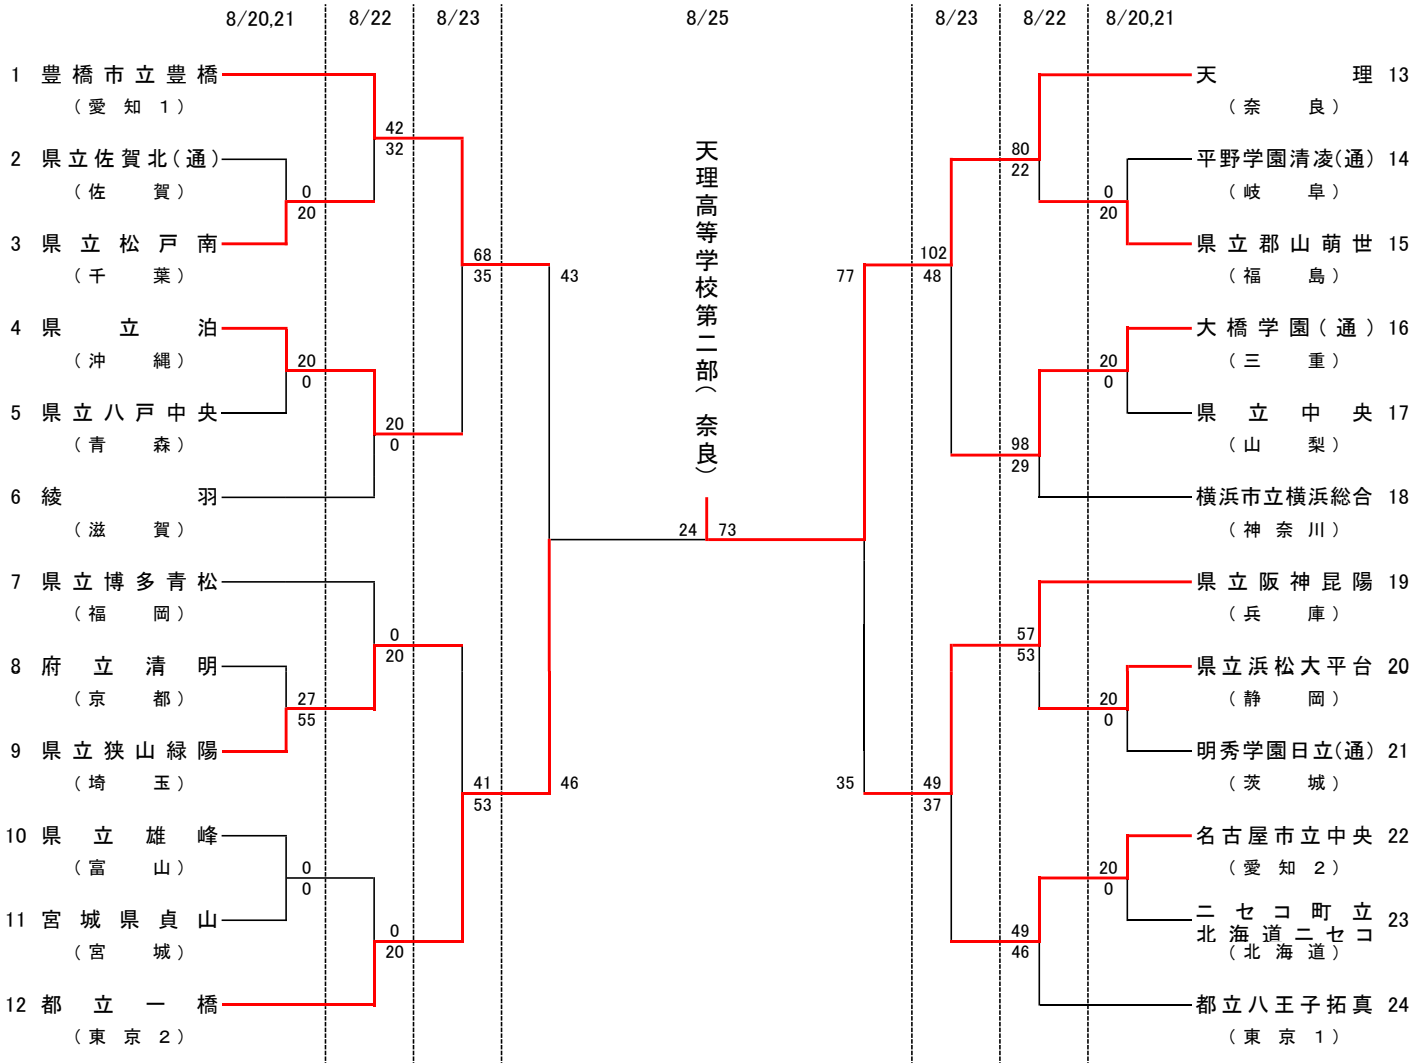 8/20,21 8/22 8/23 8/25 8/23 8/22 8/20,21
1 豊橋市立豊橋
(愛知1)
2 県立佐賀北(通)
(佐賀)
3 県立松戸南
(千葉)
4 県立泊
(沖縄)
5 県立八戸中央
(青森)
6 綾羽
(滋賀)
7 県立博多青松
(福岡)
8 府立清明
(京都)
9 県立狭山緑陽
(埼玉)
10 県立雄峰
(富山)
11 宮城県貞山
(宮城)
12 都立一橋
(東京2)
0
20
20
0
27
55
0
0
42
32
20
0
0
20
0
20
68
35
41
53
43
46
天理高等学校第二部(奈良)
24 73
77
35
102
48
49
37
80
22
98
29
57
53
49
46
0
20
20
0
20
0
20
0
天理 13
(奈良)
平野学園清凌(通) 14
(岐阜)
県立郡山萌世 15
(福島)
大橋学園(通) 16
(三重)
県立中央 17
(山梨)
横浜市立横浜総合 18
(神奈川)
県立阪神昆陽 19
(兵庫)
県立浜松大平台 20
(静岡)
明秀学園日立(通) 21
(茨城)
名古屋市立中央 22
(愛知2)
ニセコ町立
北海道ニセコ 23
(北海道)
都立八王子拓真 24
(東京1)